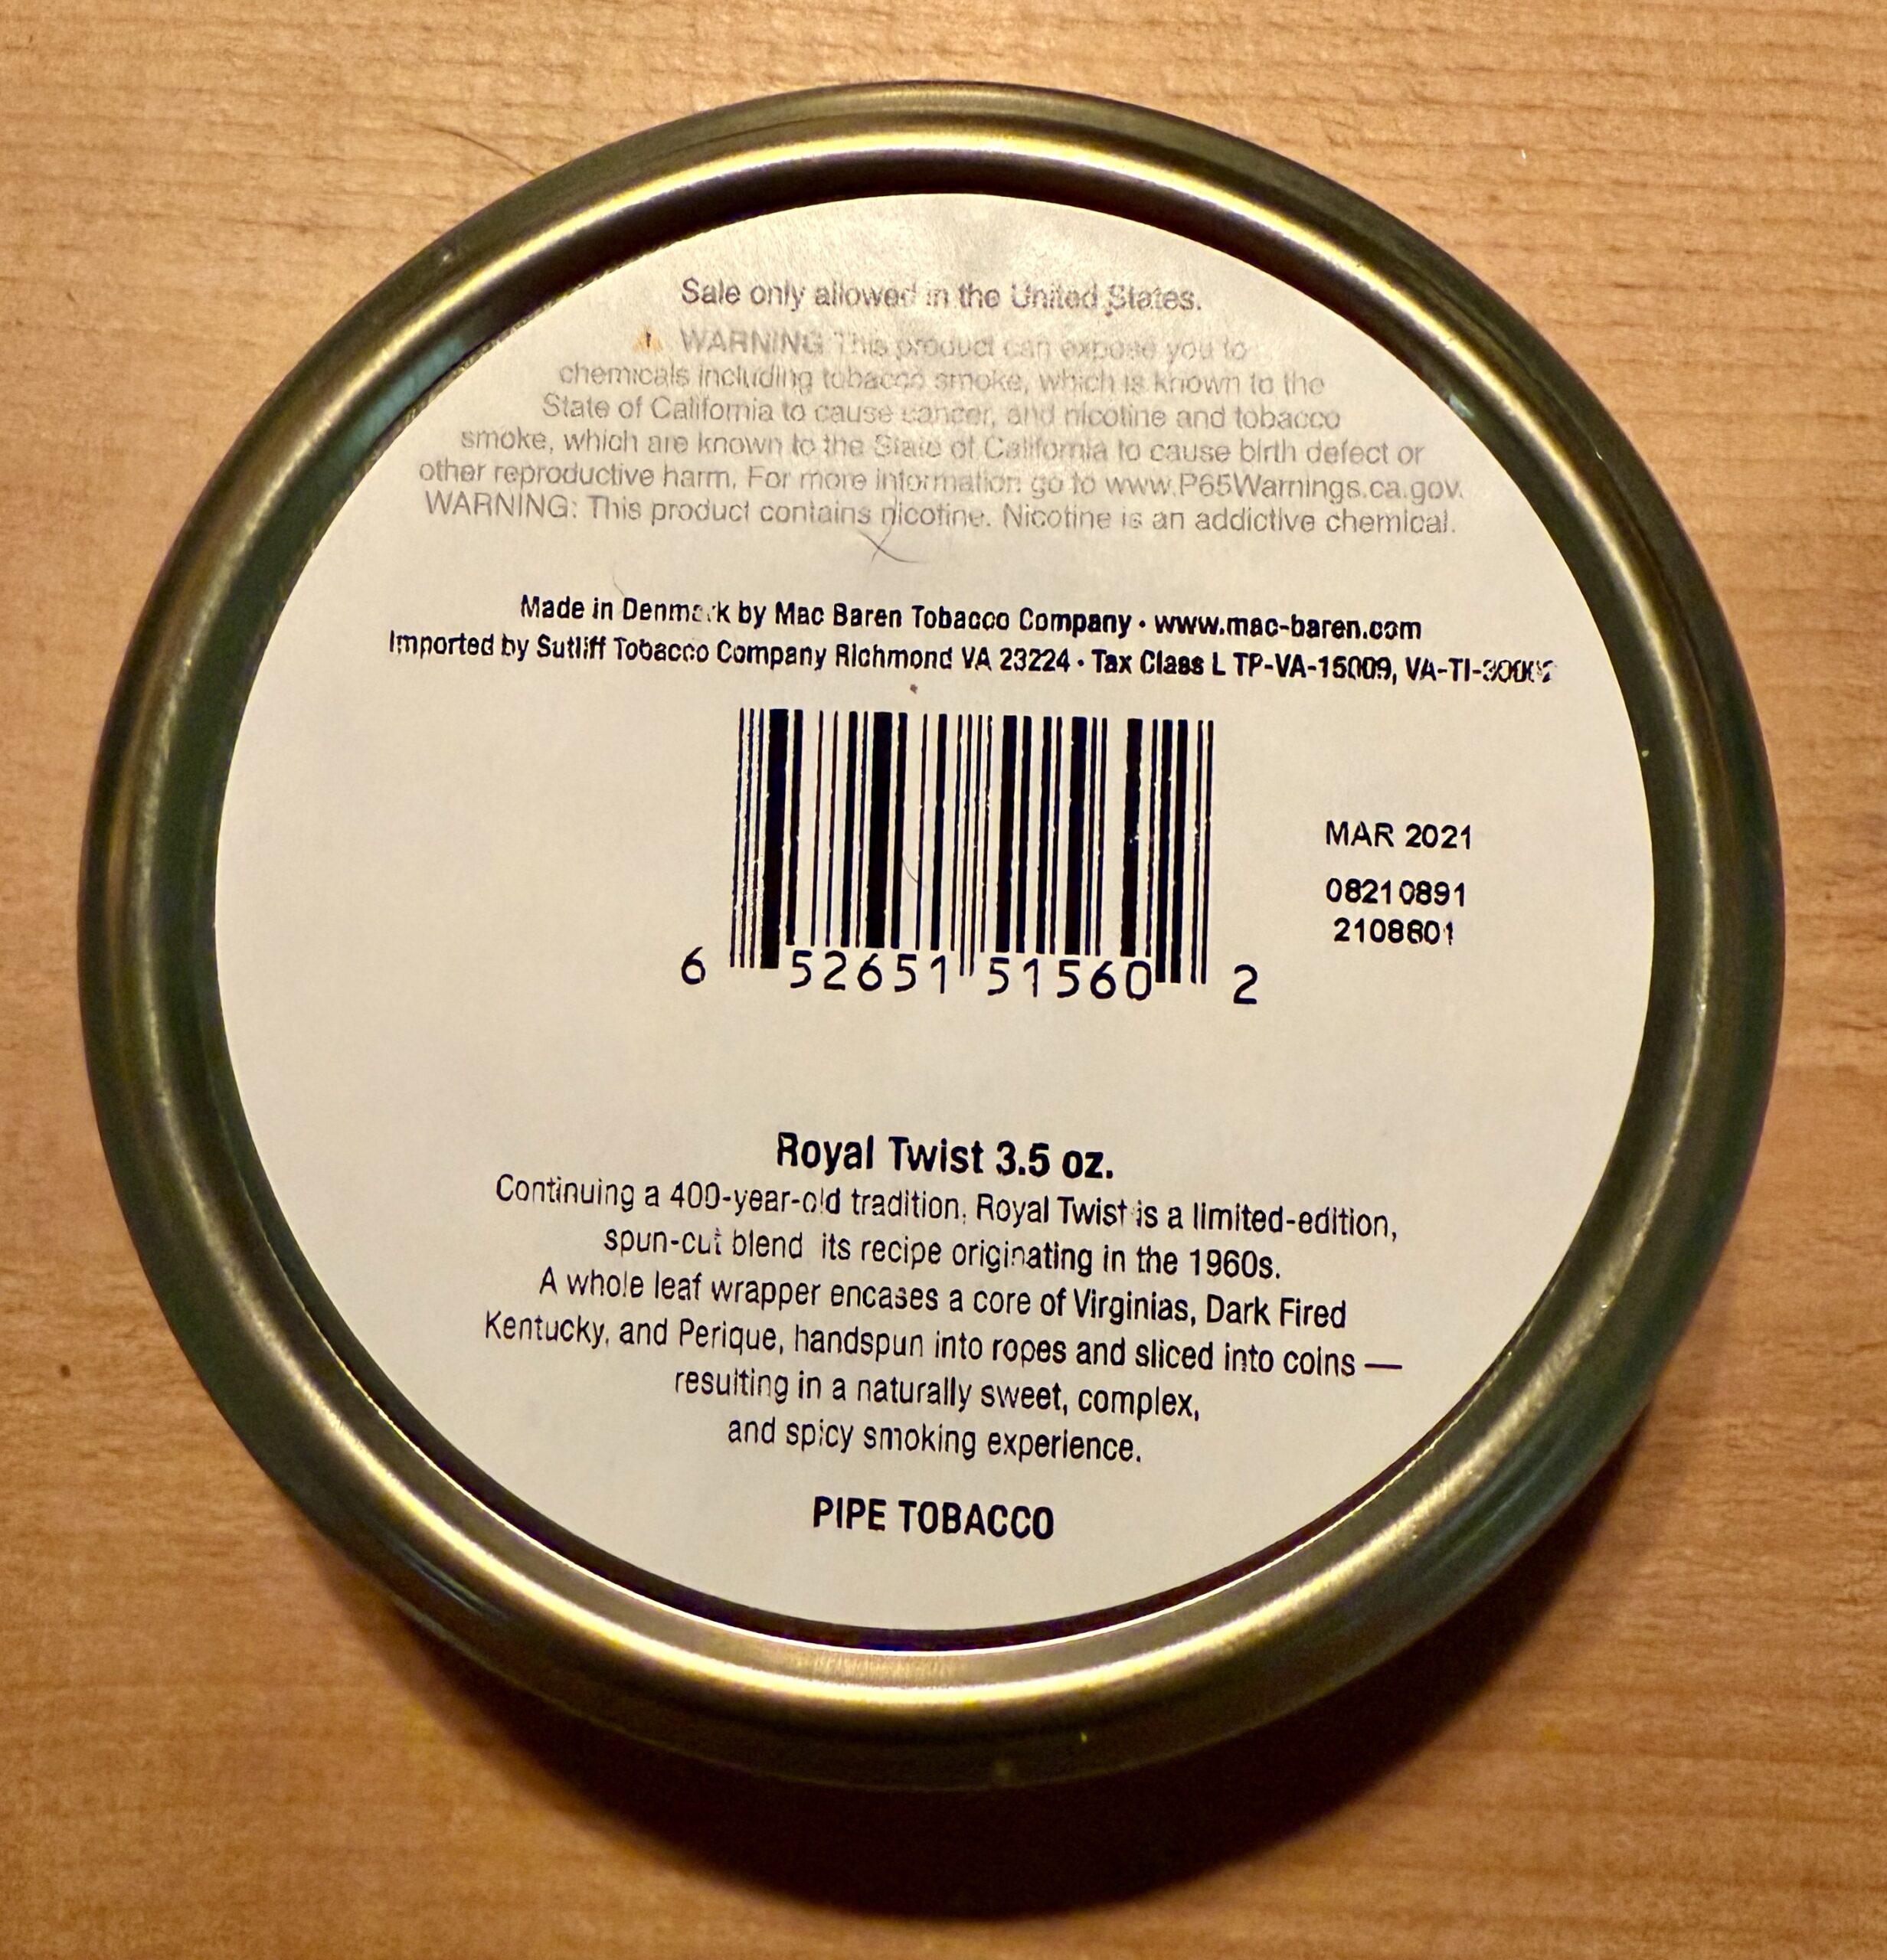 Sale only allowed in the United States.
⚠ WARNING This product can expose you to
chemicals including tobacco smoke, which is known to the
State of California to cause cancer, and nicotine and tobacco
smoke, which are known to the State of California to cause birth defect or
other reproductive harm. For more information go to www.P65Warnings.ca.gov.
WARNING: This product contains nicotine. Nicotine is an addictive chemical.
Made in Denmark by Mac Baren Tobacco Company · www.mac-baren.com
Imported by Sutliff Tobacco Company Richmond VA 23224 · Tax Class L TP-VA-15009,
MAR 2021
08210891
2108601
6 52651 51560 2
Royal Twist 3.5 oz.
Continuing a 400-year-old tradition, Royal Twist is a limited-edition,
spun-cut blend its recipe originating in the 1960s.
A whole leaf wrapper encases a core of Virginias, Dark Fired
Kentucky, and Perique, handspun into ropes and sliced into coins —
resulting in a naturally sweet, complex,
and spicy smoking experience.
PIPE TOBACCO